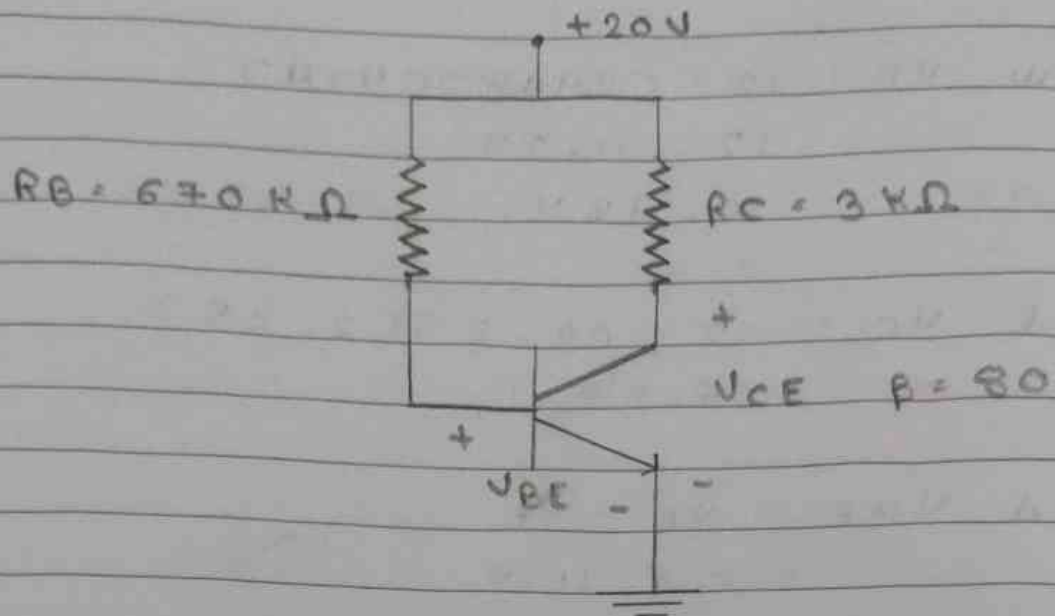 +20V
RB = 670 KΩ
RC = 3 KΩ
+
VCE β = 80
+
VBE -
-